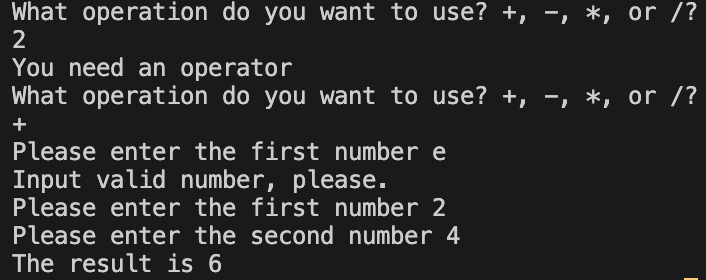 What operation do you want to use? +, -, *, or /?
2
You need an operator
What operation do you want to use? +, -, *, or /?
+
Please enter the first number e
Input valid number, please.
Please enter the first number 2
Please enter the second number 4
The result is 6